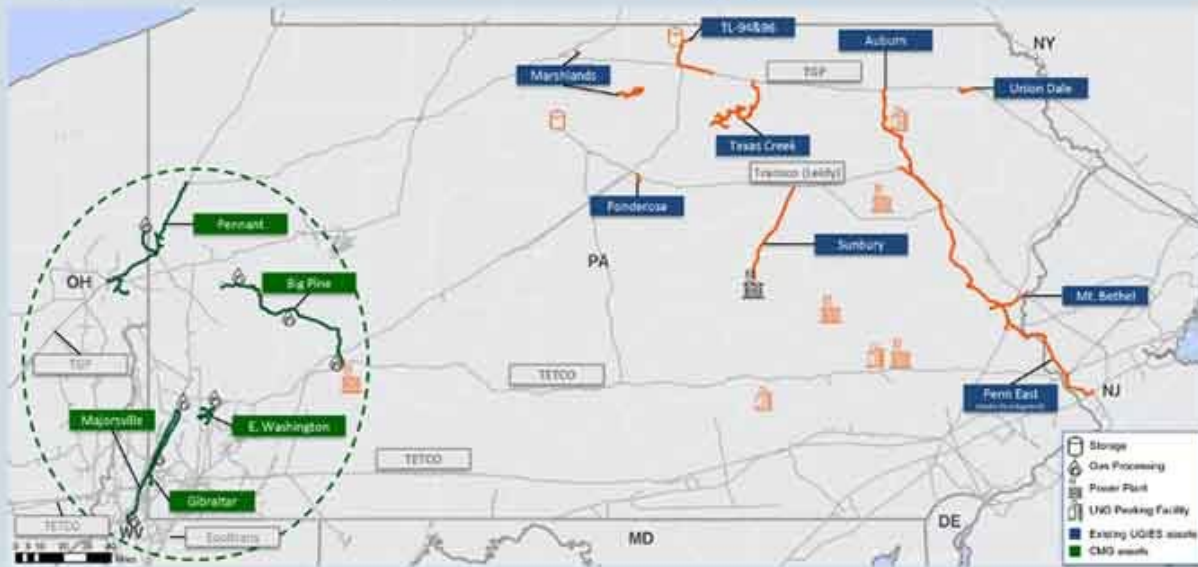 TL-94&96
Auburn
NY
Marshlands
TGP
Union Dale
Texas Creek
Transco (Leidy)
Ponderosa
Pennant
Sunbury
PA
OH
Big Pine
Mt. Bethel
TGP
TETCO
Penn East
NJ
Majorsville
E. Washington
TETCO
Gibraltar
TETCO
WV
Equitrans
MD
DE
Miles
Storage
Gas Processing
Power Plant
LNG Peaking Facility
Existing UGIES assets
CMG assets